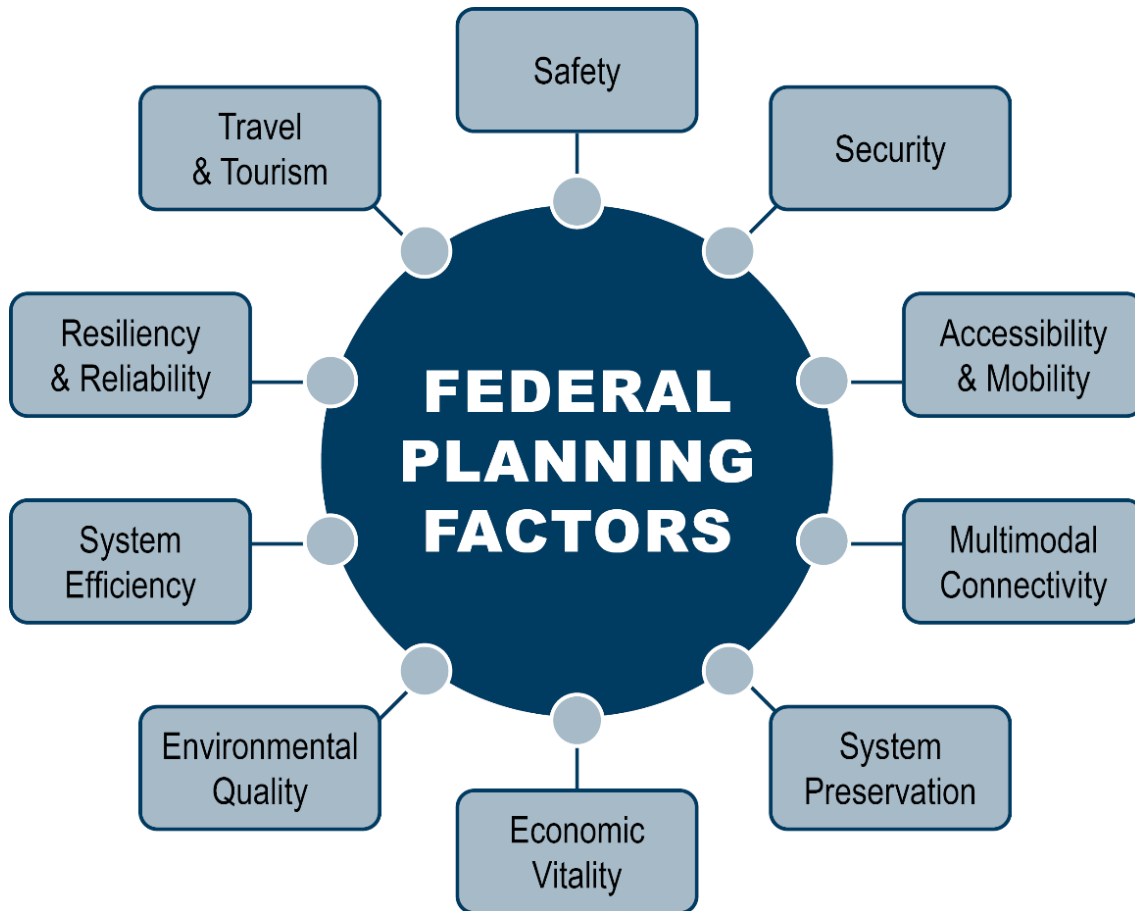 Safety
Security
Accessibility
& Mobility
Multimodal
Connectivity
System
Preservation
Economic
Vitality
Environmental
Quality
System
Efficiency
Resiliency
& Reliability
Travel
& Tourism
FEDERAL
PLANNING
FACTORS